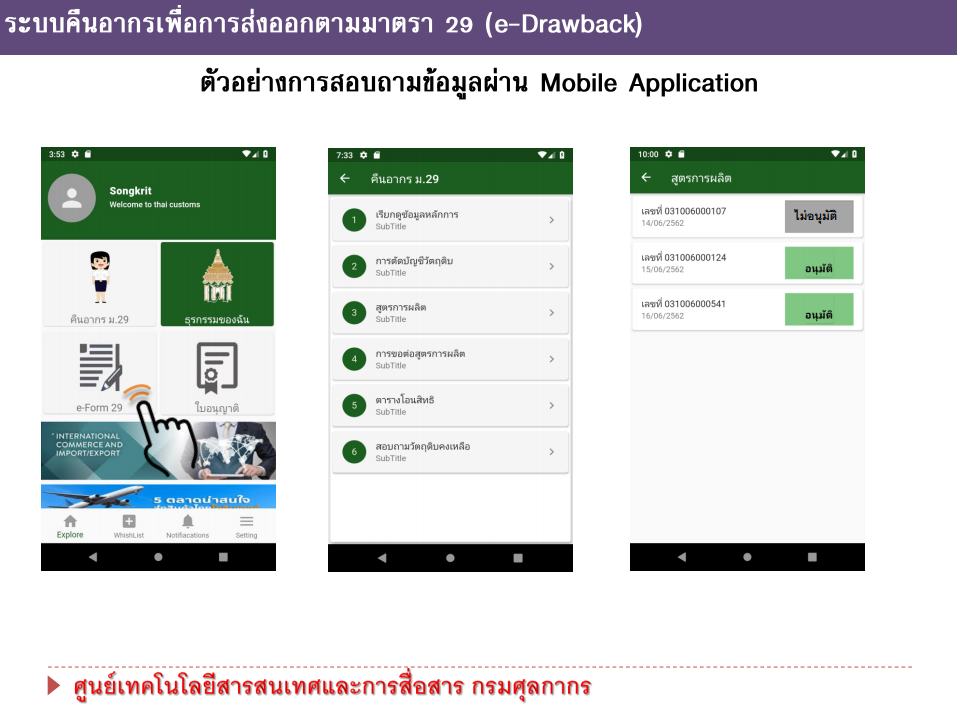 ระบบคืนอากรเพื่อการส่งออกตามมาตรา 29 (e-Drawback)
ตัวอย่างการสอบถามข้อมูลผ่าน Mobile Application
3:53
Songkrit
Welcome to thai customs
คืนอากร ม.29
ธุรกรรมของฉัน
e-Form 29
ใบอนุญาติ
INTERNATIONAL
COMMERCE AND
IMPORT/EXPORT
5 ตลาดน่าสนใจ
Explore
WhishList
Notifiacations
Setting
7:33
คืนอากร ม.29
1 เรียกดูข้อมูลหลักการ
SubTitle
2 การตัดบัญชีวัตถุดิบ
SubTitle
3 สูตรการผลิต
SubTitle
4 การขอต่อสูตรการผลิต
SubTitle
5 ตารางโอนสิทธิ
SubTitle
6 สอบถามวัตถุดิบคงเหลือ
SubTitle
10:00
สูตรการผลิต
เลขที่ 031006000107
14/06/2562
ไม่อนุมัติ
เลขที่ 031006000124
15/06/2562
อนุมัติ
เลขที่ 031006000541
16/06/2562
อนุมัติ
ศูนย์เทคโนโลยีสารสนเทศและการสื่อสาร กรมศุลกากร